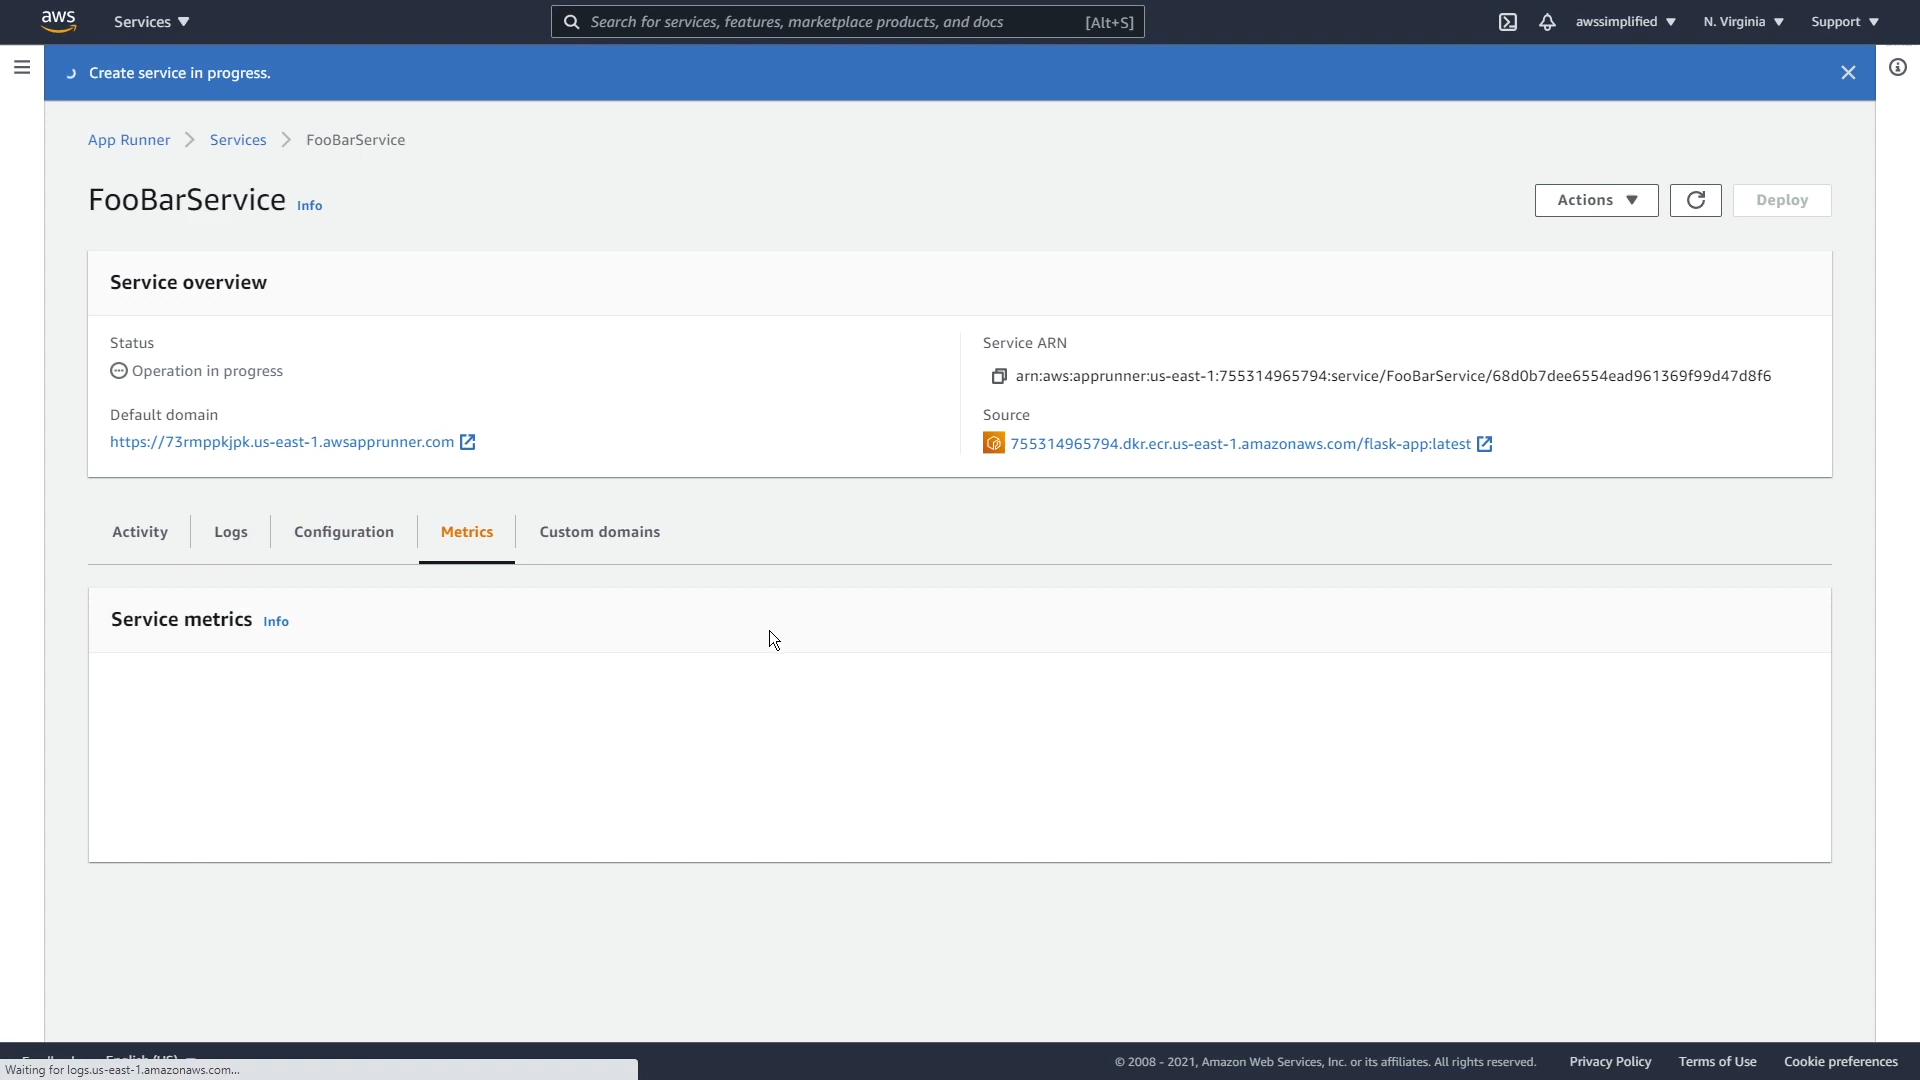 aws
Services
Search for services, features, marketplace products, and docs [Alt+S]
awssimplified
N. Virginia
Support
Create service in progress.
App Runner
Services
FooBarService
FooBarService Info
Actions
Deploy
Service overview
Status
Operation in progress
Default domain
https://73rmppkjpk.us-east-1.awsapprunner.com
Service ARN
arn:aws:apprunner:us-east-1:755314965794:service/FooBarService/68d0b7dee6554ead961369f99d47d8f6
Source
755314965794.dkr.ecr.us-east-1.amazonaws.com/flask-app:latest
Activity
Logs
Configuration
Metrics
Custom domains
Service metrics Info
English (US)
© 2008 - 2021, Amazon Web Services, Inc. or its affiliates. All rights reserved.
Privacy Policy
Terms of Use
Cookie preferences
Waiting for logs.us-east-1.amazonaws.com...